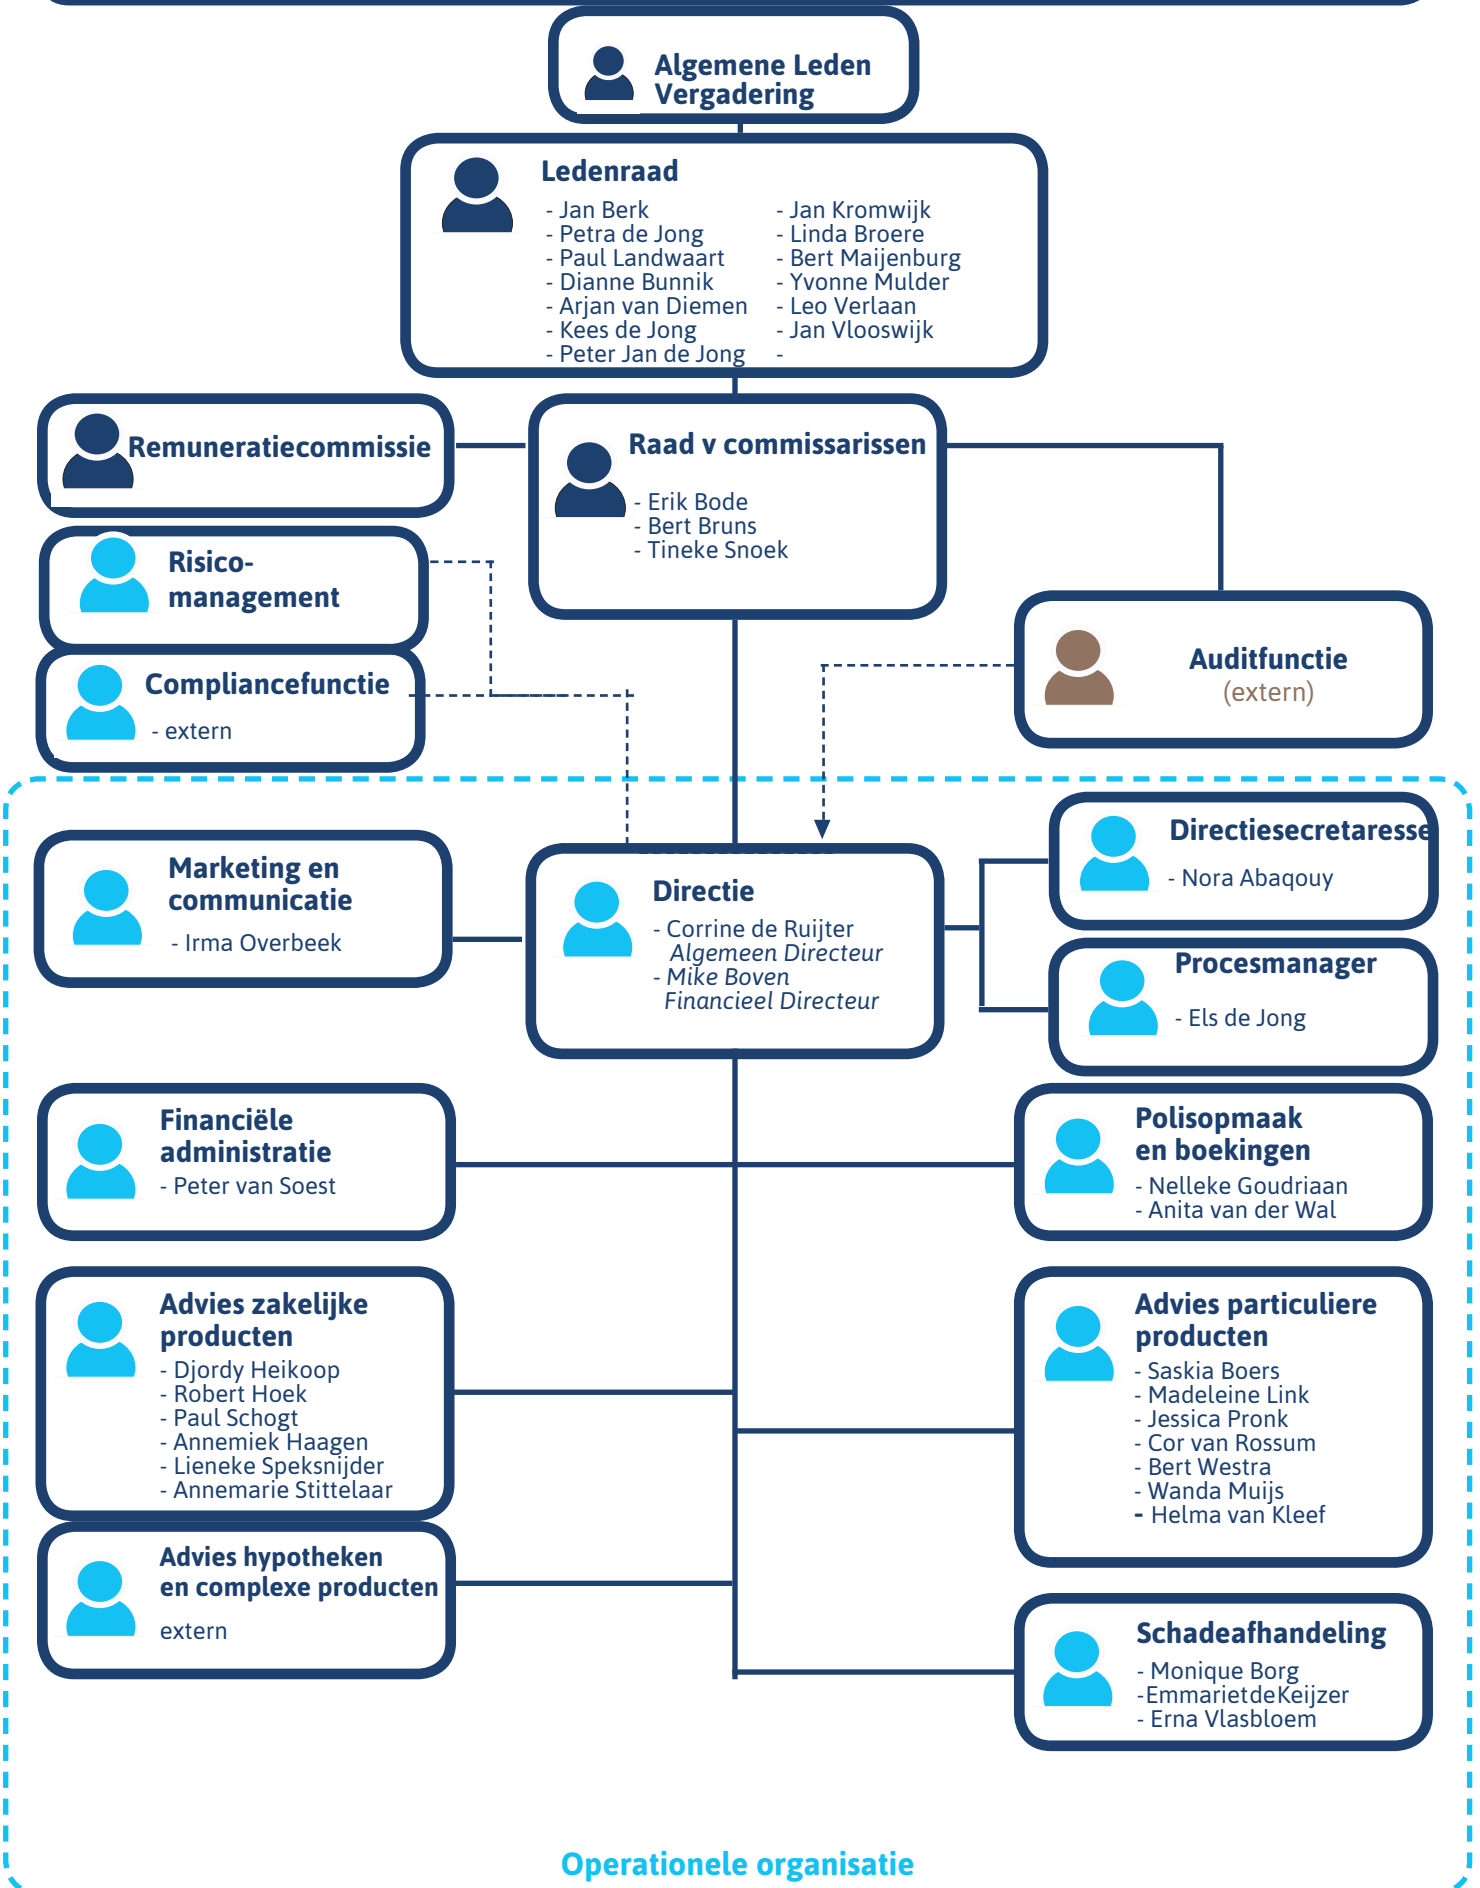 Algemene Leden
Vergadering
Ledenraad
- Jan Berk
- Petra de Jong
- Paul Landwaart
- Dianne Bunnik
- Arjan van Diemen
- Kees de Jong
- Peter Jan de Jong
- Jan Kromwijk
- Linda Broere
- Bert Maijenburg
- Yvonne Mulder
- Leo Verlaan
- Jan Vlooswijk
-
Remuneratiecommissie
Raad v commissarissen
- Erik Bode
- Bert Bruns
- Tineke Snoek
Risico-
management
Compliancefunctie
- extern
Auditfunctie
(extern)
Marketing en
communicatie
- Irma Overbeek
Directie
- Corrine de Ruijter
Algemeen Directeur
- Mike Boven
Financieel Directeur
Directiesecretaresse
- Nora Abaqouy
Procesmanager
- Els de Jong
Financiële
administratie
- Peter van Soest
Polisopmaak
en boekingen
- Nelleke Goudriaan
- Anita van der Wal
Advies zakelijke
producten
- Djordy Heikoop
- Robert Hoek
- Paul Schogt
- Annemiek Haagen
- Lieneke Speksnijder
- Annemarie Stittelaar
Advies particuliere
producten
- Saskia Boers
- Madeleine Link
- Jessica Pronk
- Cor van Rossum
- Bert Westra
- Wanda Muijs
- Helma van Kleef
Advies hypotheken
en complexe producten
extern
Schadeafhandeling
- Monique Borg
-EmmarietdeKeijzer
- Erna Vlasbloem
Operationele organisatie